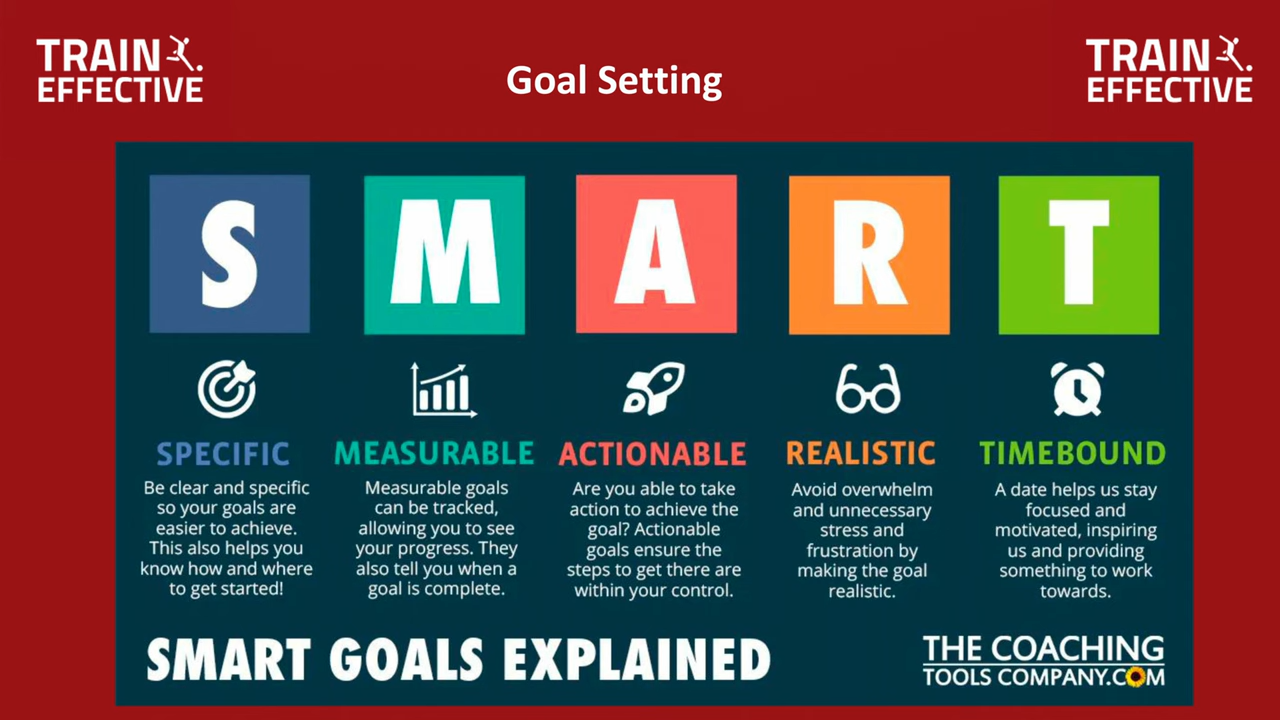 TRAIN
EFFECTIVE
Goal Setting
TRAIN
EFFECTIVE
S M A R T
SPECIFIC
Be clear and specific
so your goals are
easier to achieve.
This also helps you
know how and where
to get started!
MEASURABLE
Measurable goals
can be tracked,
allowing you to see
your progress. They
also tell you when a
goal is complete.
ACTIONABLE
Are you able to take
action to achieve the
goal? Actionable
goals ensure the
steps to get there are
within your control.
REALISTIC
Avoid overwhelm
and unnecessary
stress and
frustration by
making the goal
realistic.
TIMEBOUND
A date helps us stay
focused and
motivated, inspiring
us and providing
something to work
towards.
SMART GOALS EXPLAINED
THE COACHING
TOOLS COMPANY.COM